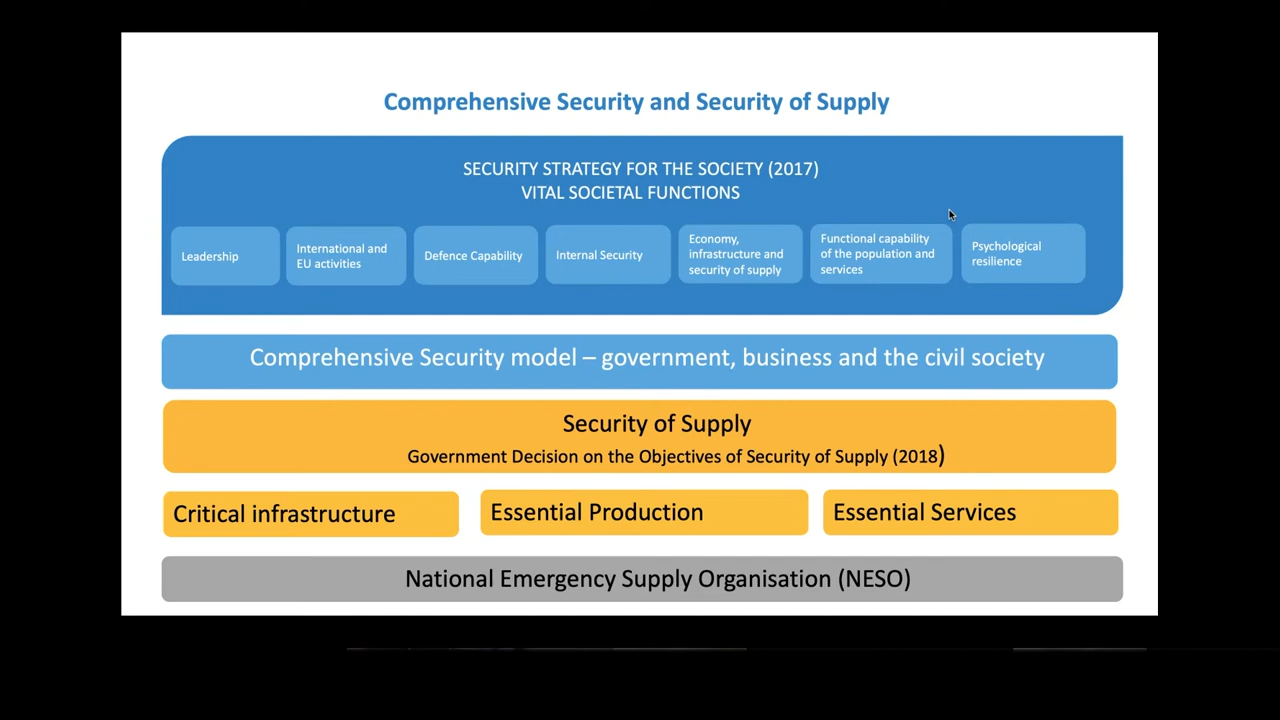 Comprehensive Security and Security of Supply
SECURITY STRATEGY FOR THE SOCIETY (2017)
VITAL SOCIETAL FUNCTIONS
Leadership
International and
EU activities
Defence Capability
Internal Security
Economy,
infrastructure and
security of supply
Functional capability
of the population and
services
Psychological
resilience
Comprehensive Security model – government, business and the civil society
Security of Supply
Government Decision on the Objectives of Security of Supply (2018)
Critical infrastructure
Essential Production
Essential Services
National Emergency Supply Organisation (NESO)